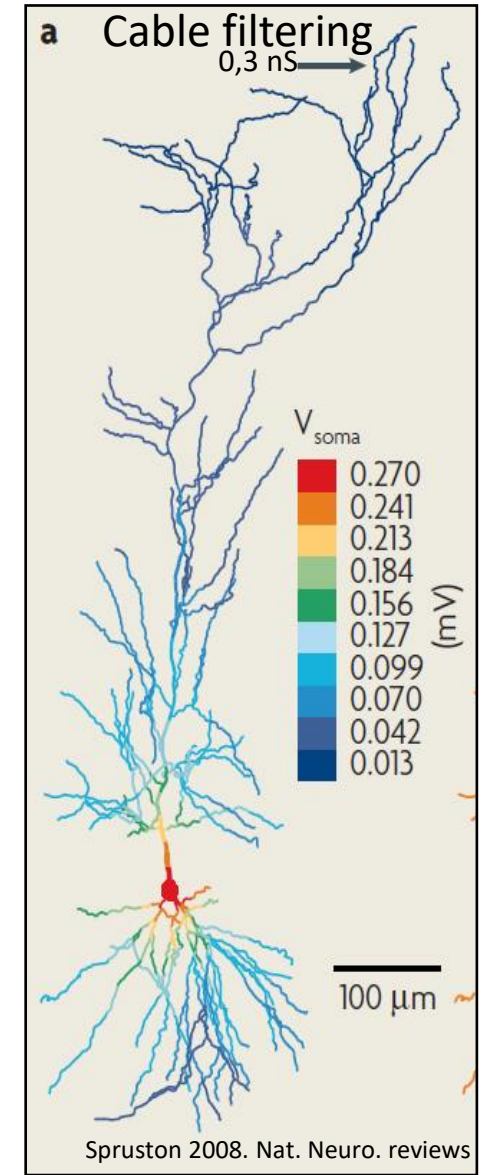 a Cable filtering
0,3 nS
V soma
0.270
0.241
0.213
0.184
0.156
0.127
0.099
0.070
0.042
0.013
(mV)
100 μm
Spruston 2008. Nat. Neuro. reviews